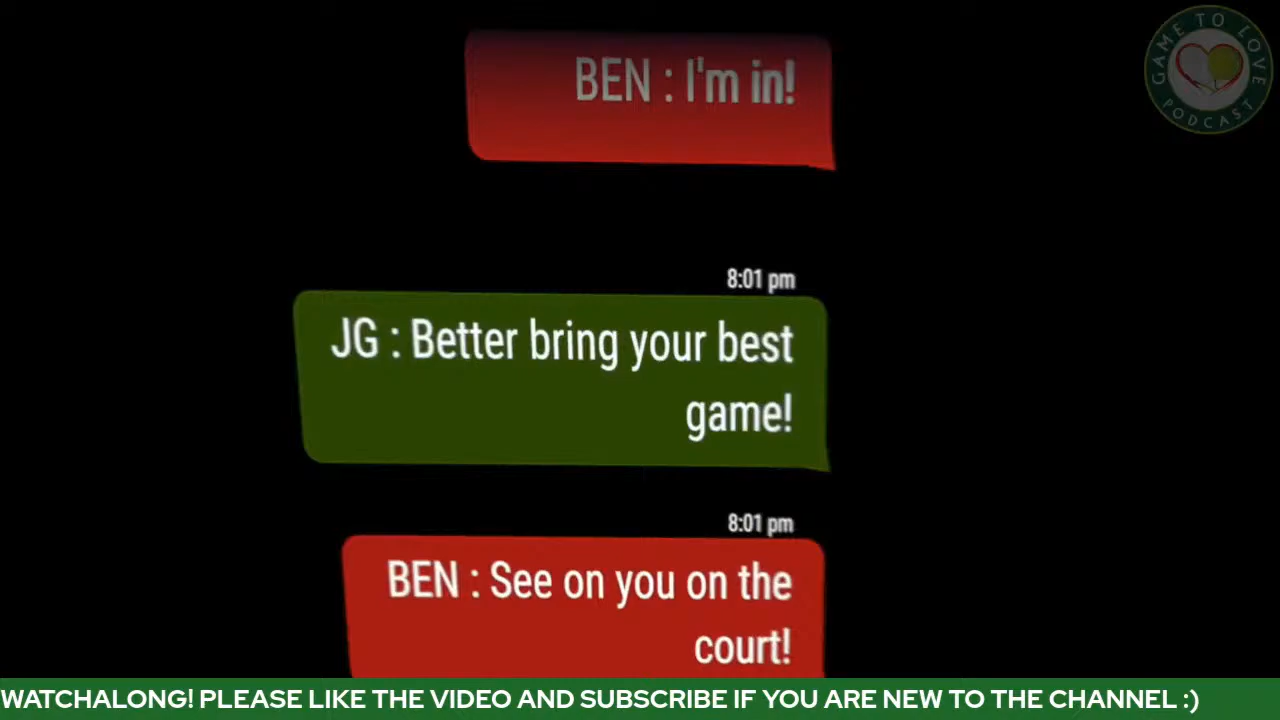 GAME TO LOVE
PODCAST
BEN : I'm in!
8:01 pm
JG : Better bring your best
game!
8:01 pm
BEN : See on you on the
court!
WATCHALONG! PLEASE LIKE THE VIDEO AND SUBSCRIBE IF YOU ARE NEW TO THE CHANNEL :)